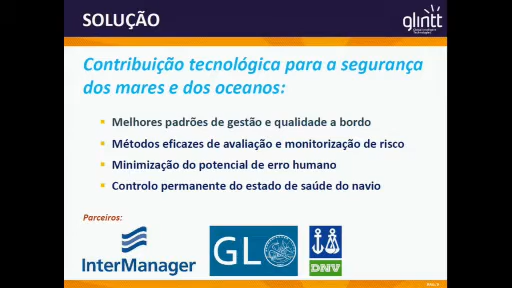 SOLUÇÃO
glintt
Contribuição tecnológica para a segurança
dos mares e dos oceanos:
Melhores padrões de gestão e qualidade a bordo
Métodos eficazes de avaliação e monitorização de risco
Minimização do potencial de erro humano
Controlo permanente do estado de saúde do navio
Parceiros:
InterManager
GL
DNV